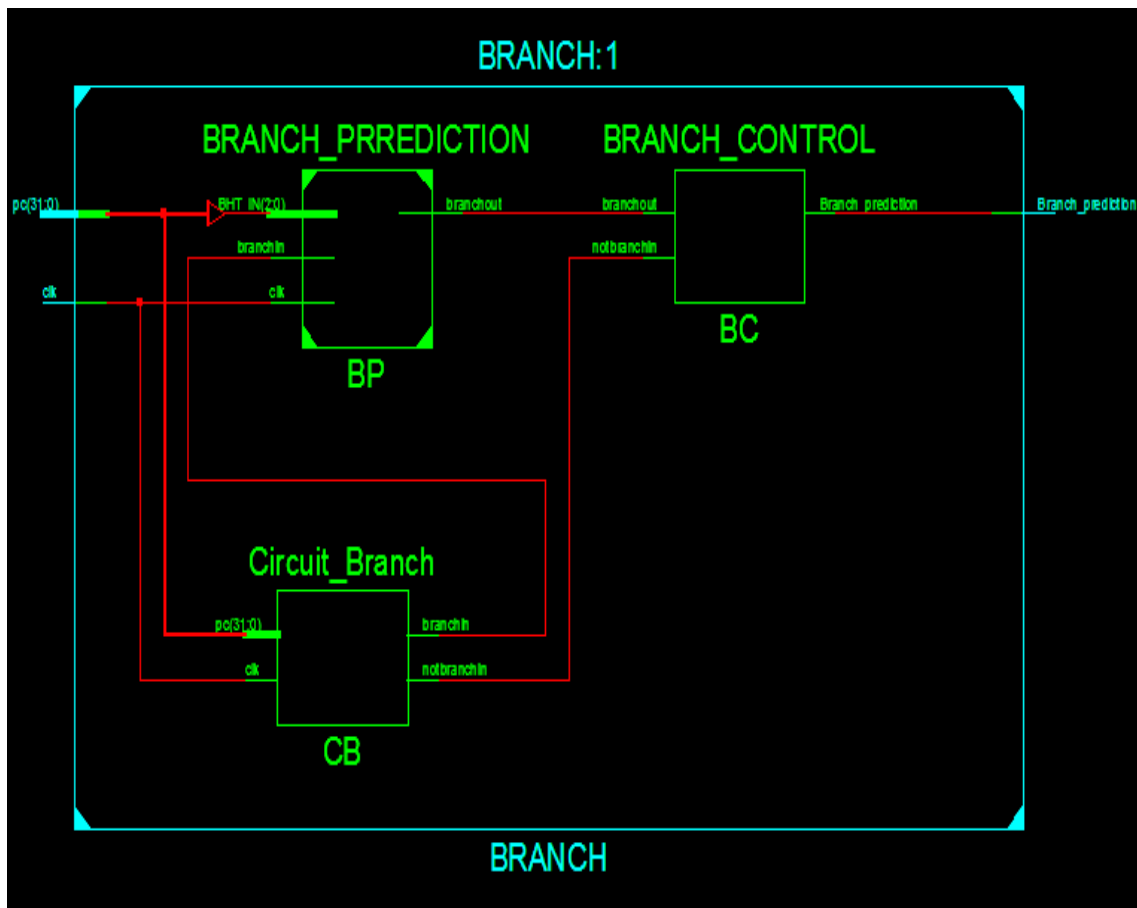 BRANCH:1
BRANCH_PRREDICTION
BRANCH_CONTROL
pc(31:0)
BHT_IN(2:0)
branchout
branchout
Branch_prediction
Branch_prediction
branchin
notbranchin
clk
clk
BC
BP
Circuit_Branch
pc(31:0)
branchin
clk
notbranchin
CB
BRANCH